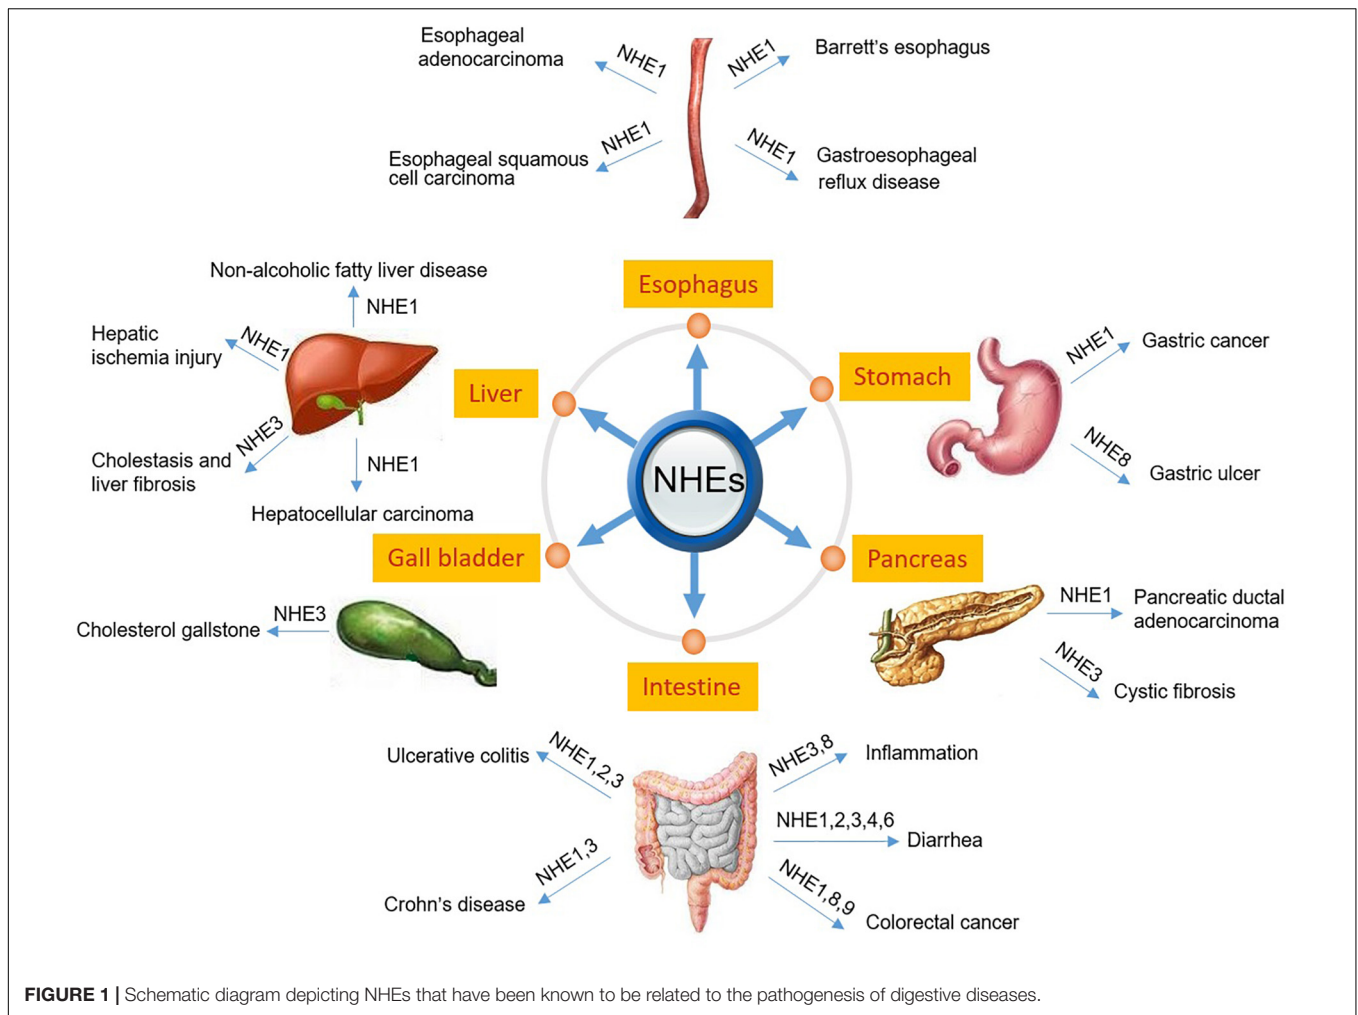 Esophageal
adenocarcinoma
NHE1
NHE1
Barrett's esophagus
Esophageal squamous
cell carcinoma
NHE1
NHE1
Gastroesophageal
reflux disease
Esophagus
Non-alcoholic fatty liver disease
NHE1
Hepatic
ischemia injury
NHE1
NHE3
Cholestasis and
liver fibrosis
NHE1
Hepatocellular carcinoma
Liver
Stomach
NHE1
Gastric cancer
NHE8
Gastric ulcer
NHEs
Gall bladder
Cholesterol gallstone
NHE3
Pancreas
NHE1
Pancreatic ductal
adenocarcinoma
NHE3
Cystic fibrosis
Intestine
Ulcerative colitis
NHE1,2,3
NHE3,8
Inflammation
NHE1,2,3,4,6
Diarrhea
NHE1,3
Crohn's disease
NHE1,8,9
Colorectal cancer
FIGURE 1 | Schematic diagram depicting NHEs that have been known to be related to the pathogenesis of digestive diseases.